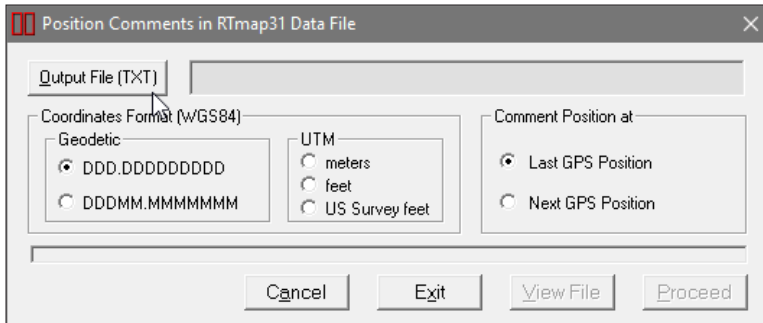 Position Comments in RTmap31 Data File
Output File (TXT)
Coordinates Format (WGS84)
Geodetic
DDD.DDDDDDDDD
DDDMM.MMMMMMM
UTM
meters
feet
US Survey feet
Comment Position at
Last GPS Position
Next GPS Position
Cancel
Exit
View File
Proceed